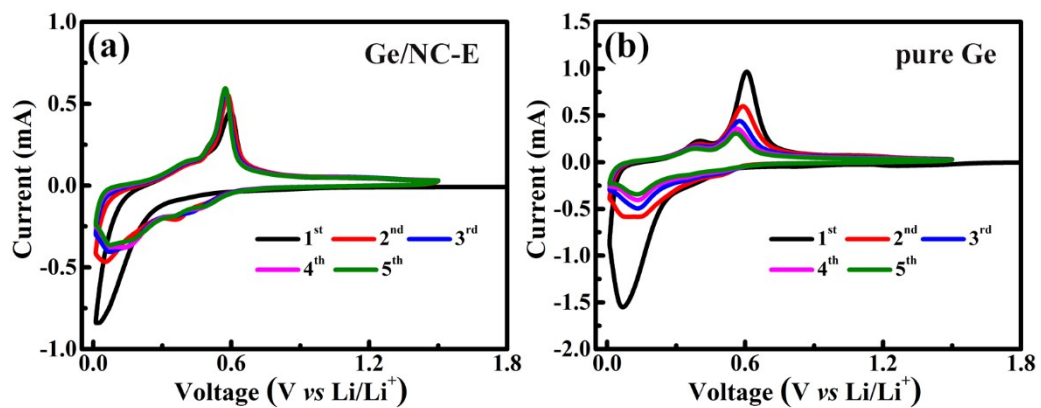 (a)
Ge/NC-E
1.0
0.5
0.0
-0.5
-1.0
Current (mA)
1st 2nd 3rd
4th 5th
0.0 0.6 1.2 1.8
Voltage (V vs Li/Li+)
(b)
pure Ge
1.5
1.0
0.5
0.0
-0.5
-1.0
-1.5
-2.0
Current (mA)
1st 2nd 3rd
4th 5th
0.0 0.6 1.2 1.8
Voltage (V vs Li/Li+)